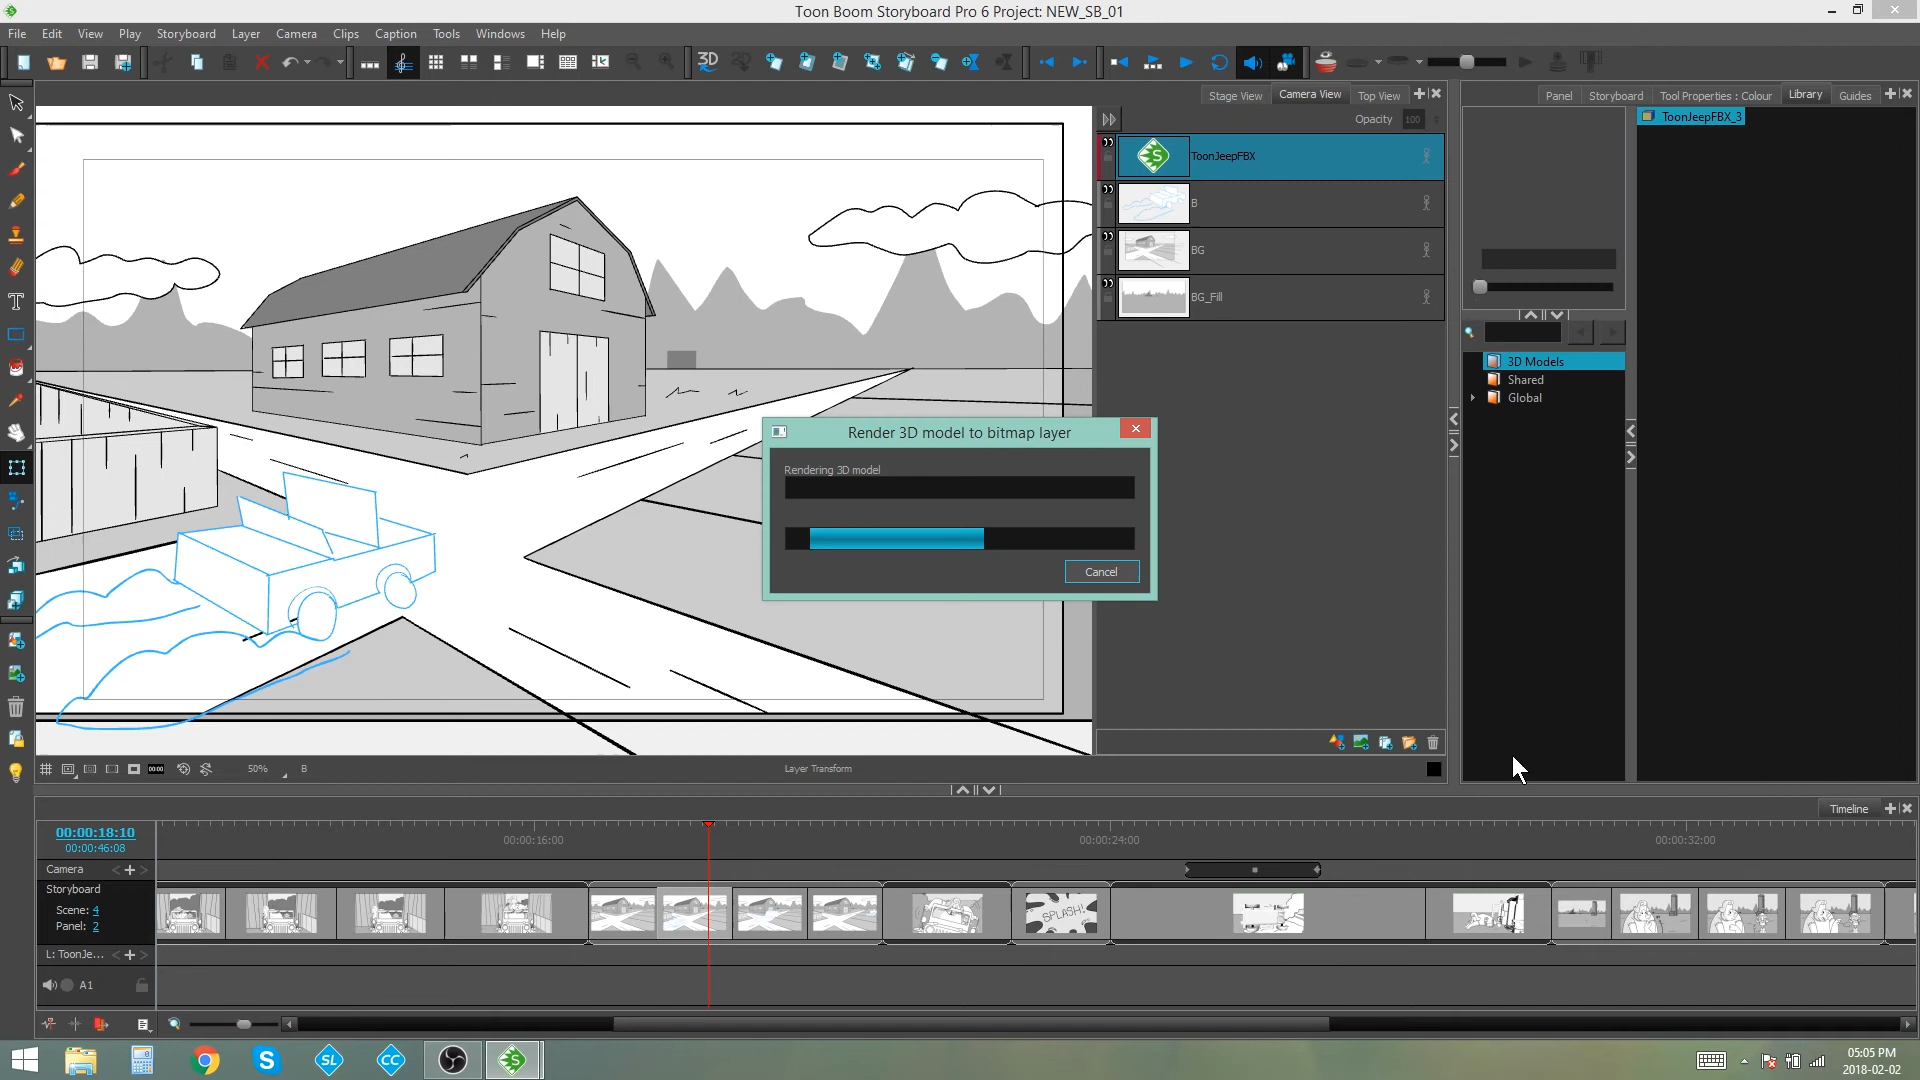 Toon Boom Storyboard Pro 6 Project: NEW_SB_01
File Edit View Play Storyboard Layer Camera Clips Caption Tools Windows Help
3D
Stage View Camera View Top View
Panel Storyboard Tool Properties : Colour Library Guides
Opacity 100
ToonJeepFBX_3
ToonJeepFBX
B
BG
BG_Fill
3D Models
Shared
Global
Render 3D model to bitmap layer
Rendering 3D model
Cancel
50% B
Layer Transform
Timeline
00:00:18:10
00:00:46:08
00:00:16:00 00:00:24:00 00:00:32:00
Camera
Storyboard
Scene: 4
Panel: 2
SPLASH!
L: ToonJe...
A1
SL
CC
S
05:05 PM
2018-02-02